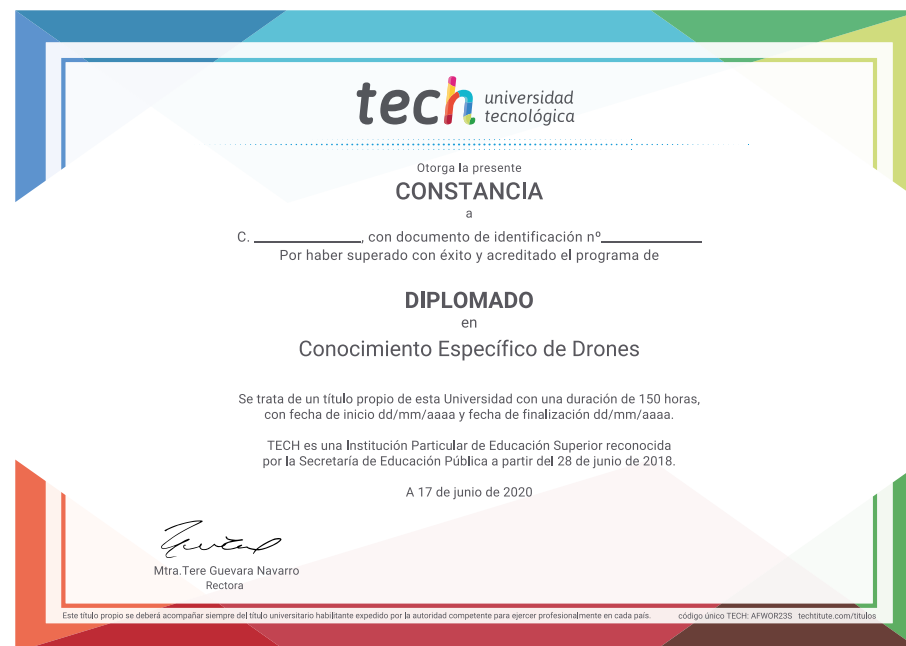 tech universidad
tecnológica
Otorga la presente
CONSTANCIA
a
C. ____________, con documento de identificación nº____________
Por haber superado con éxito y acreditado el programa de
DIPLOMADO
en
Conocimiento Específico de Drones
Se trata de un título propio de esta Universidad con una duración de 150 horas,
con fecha de inicio dd/mm/aaaa y fecha de finalización dd/mm/aaaa.
TECH es una Institución Particular de Educación Superior reconocida
por la Secretaría de Educación Pública a partir del 28 de junio de 2018.
A 17 de junio de 2020
Mtra.Tere Guevara Navarro
Rectora
Este título propio se deberá acompañar siempre del título universitario habilitante expedido por la autoridad competente para ejercer profesionalmente en cada país. código único TECH: AFWOR23S techtitute.com/titulos